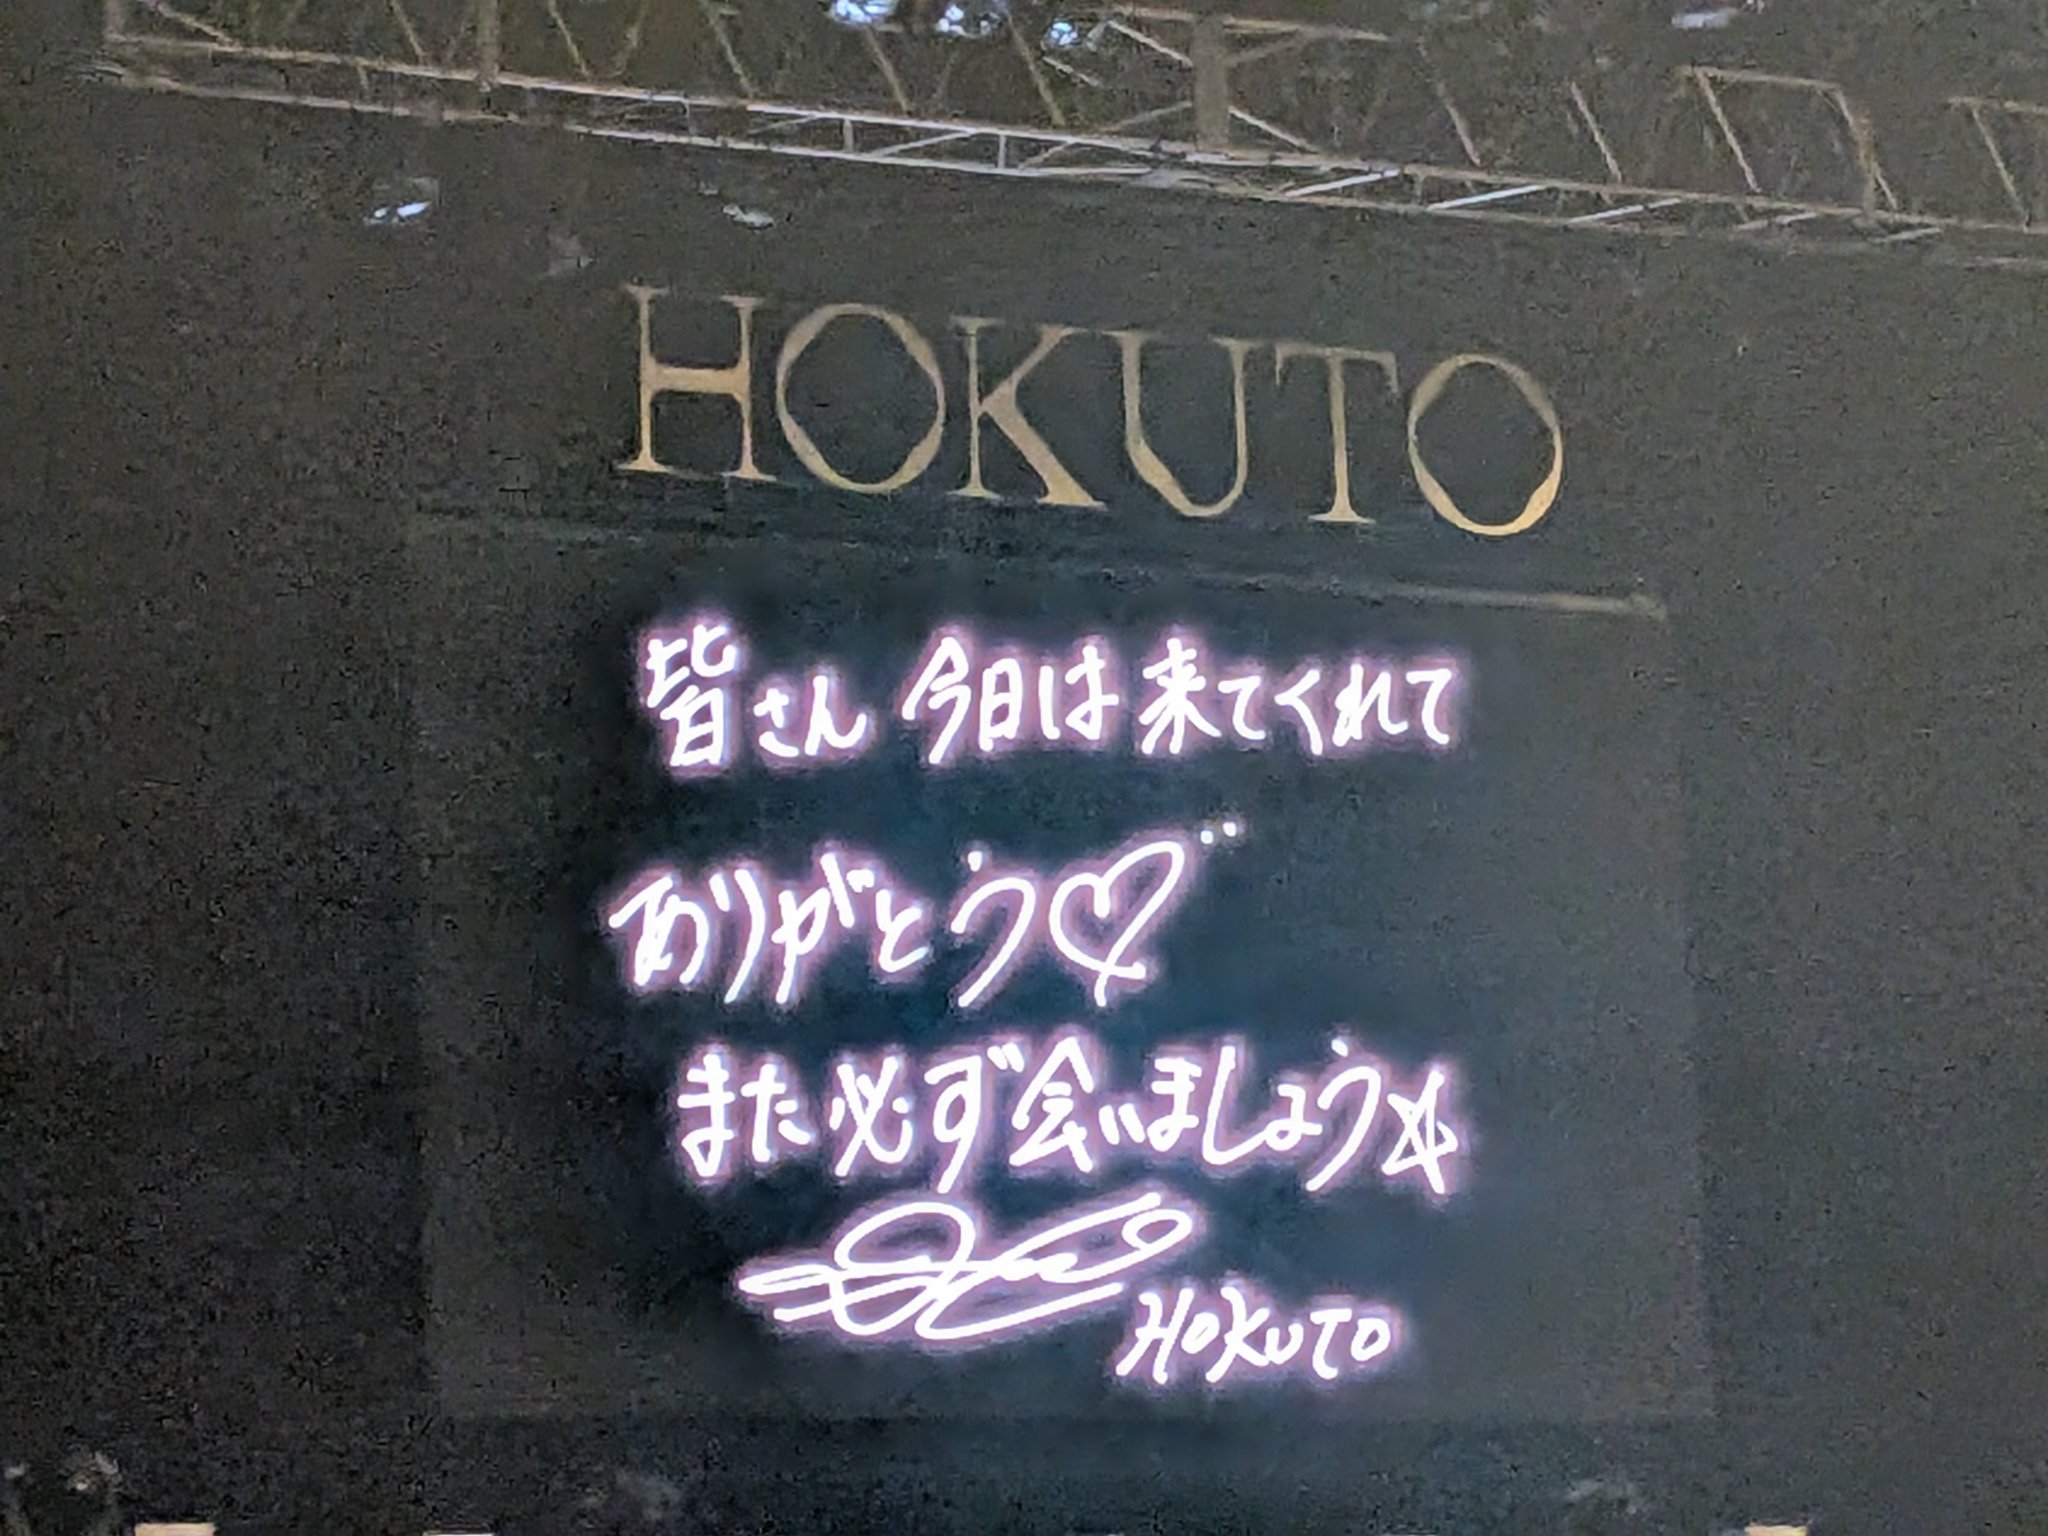 HOKUTO
皆さん 今日は来てくれて
ありがとう♡
また必ず会いましょう☆
HOKUTO